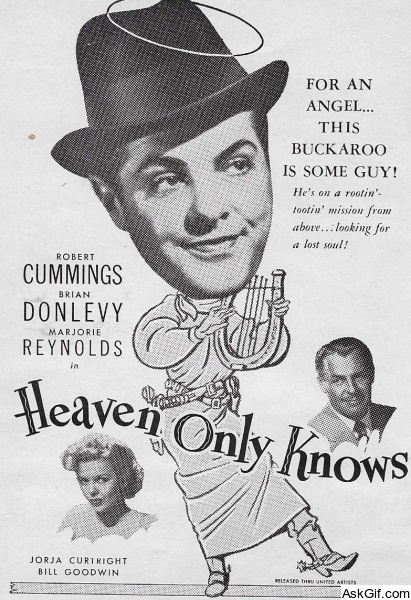 FOR AN
ANGEL...
THIS
BUCKAROO
IS SOME GUY!
He's on a rootin'-
tootin' mission from
above...looking for
a lost soul!
ROBERT
CUMMINGS
BRIAN
DONLEVY
MARJORIE
REYNOLDS
in
Heaven Only Knows
JORJA CURTRIGHT
BILL GOODWIN
RELEASED THRU UNITED ARTISTS
AskGif.com